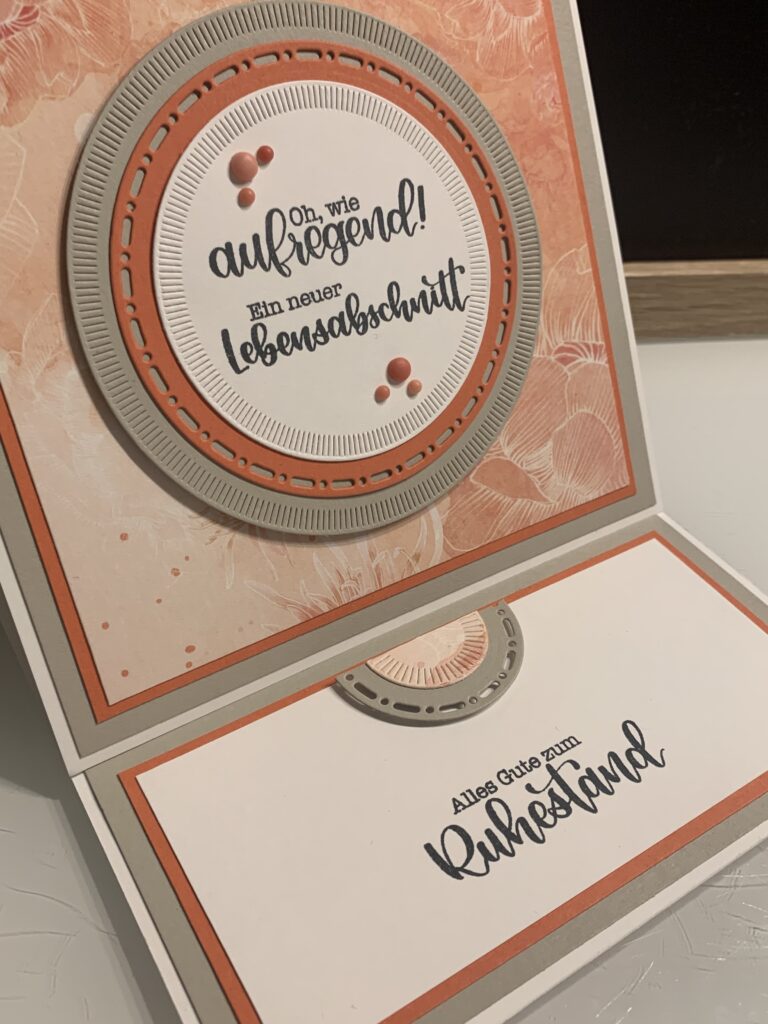 Oh, wie
aufregend!
Ein neuer
Lebensabschnitt
Alles Gute zum
Ruhestand